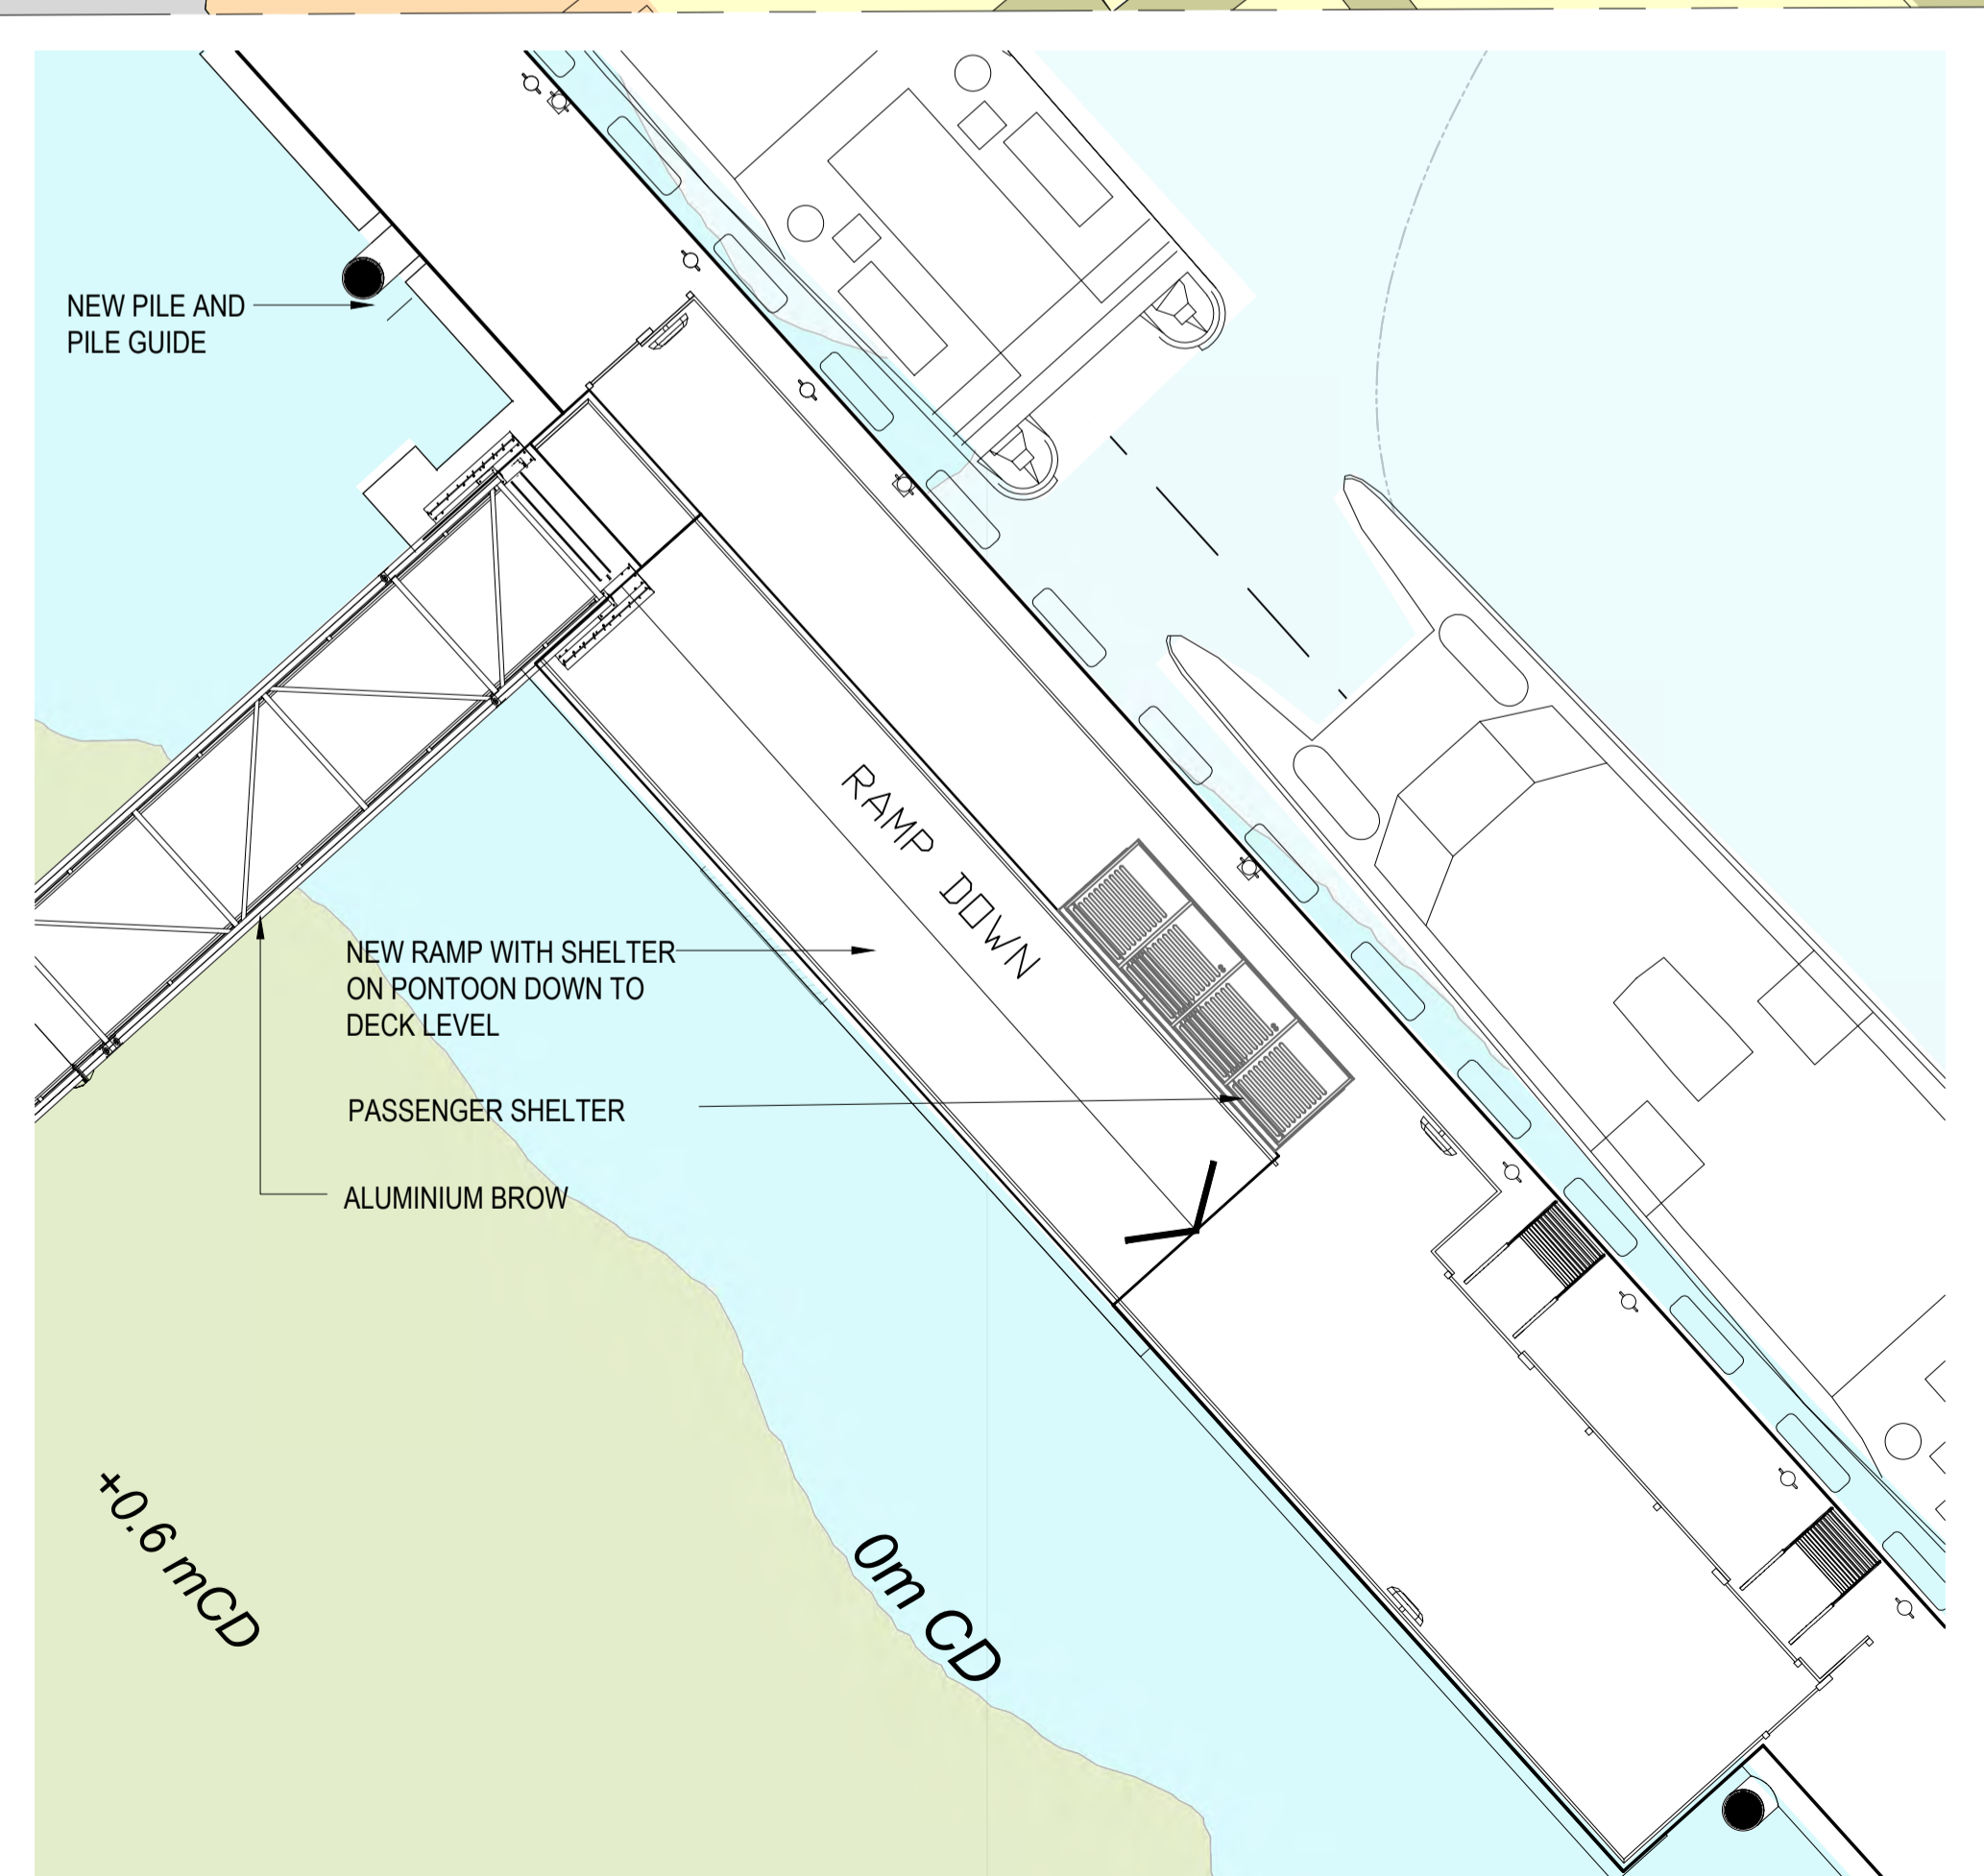 NEW PILE AND
PILE GUIDE
RAMP DOWN
NEW RAMP WITH SHELTER
ON PONTOON DOWN TO
DECK LEVEL
PASSENGER SHELTER
ALUMINIUM BROW
+0.6 mCD
0m CD